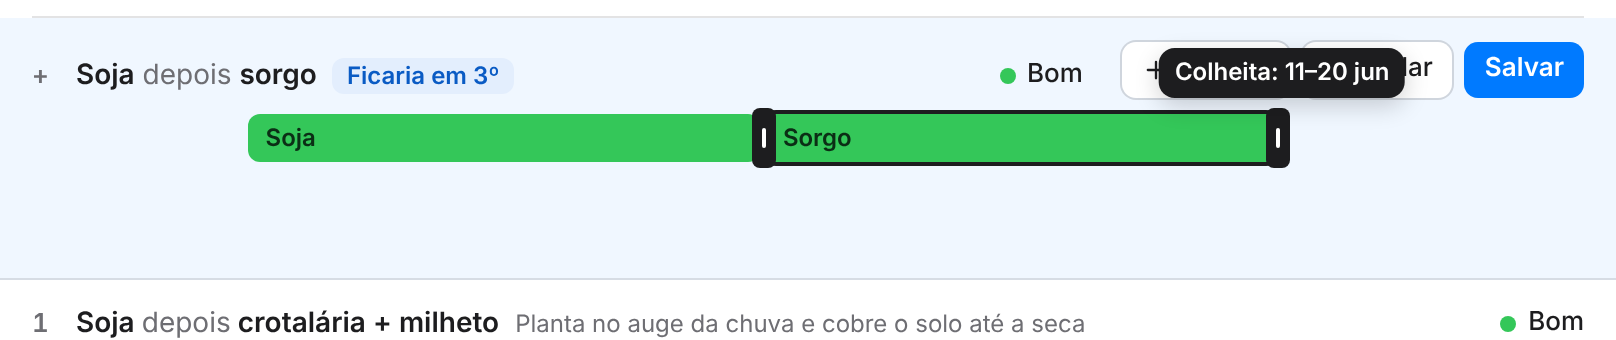 + Soja depois sorgo Ficaria em 3º Bom + Colheita: 11–20 jun Salvar
Soja Sorgo
1 Soja depois crotalária + milheto Planta no auge da chuva e cobre o solo até a seca Bom